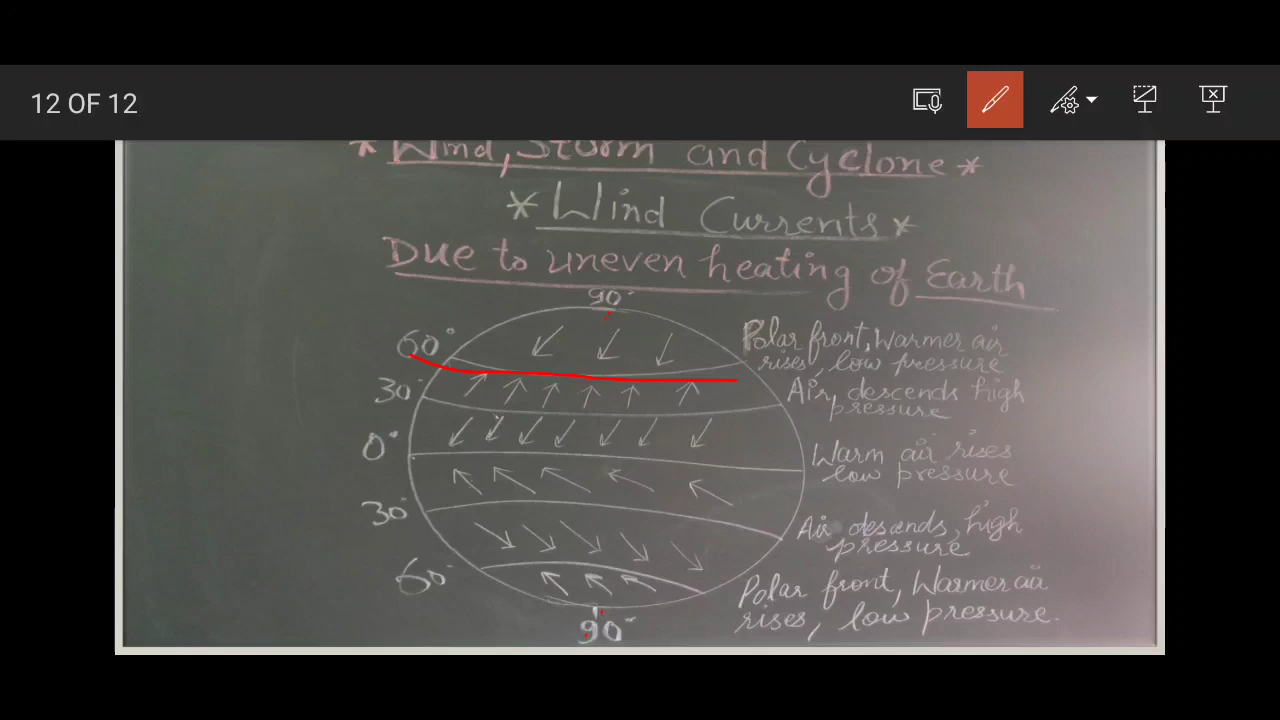 12 OF 12
* Wind, Storm and Cyclone *
* Wind Currents *
Due to uneven heating of Earth
90°
60°
Polar front, Warmer air
rises, low pressure
30°
Air, descends high
pressure
0°
Warm air rises
low pressure
30°
Air descends, high
pressure
60°
Polar front, Warmer air
rises, low pressure.
90°